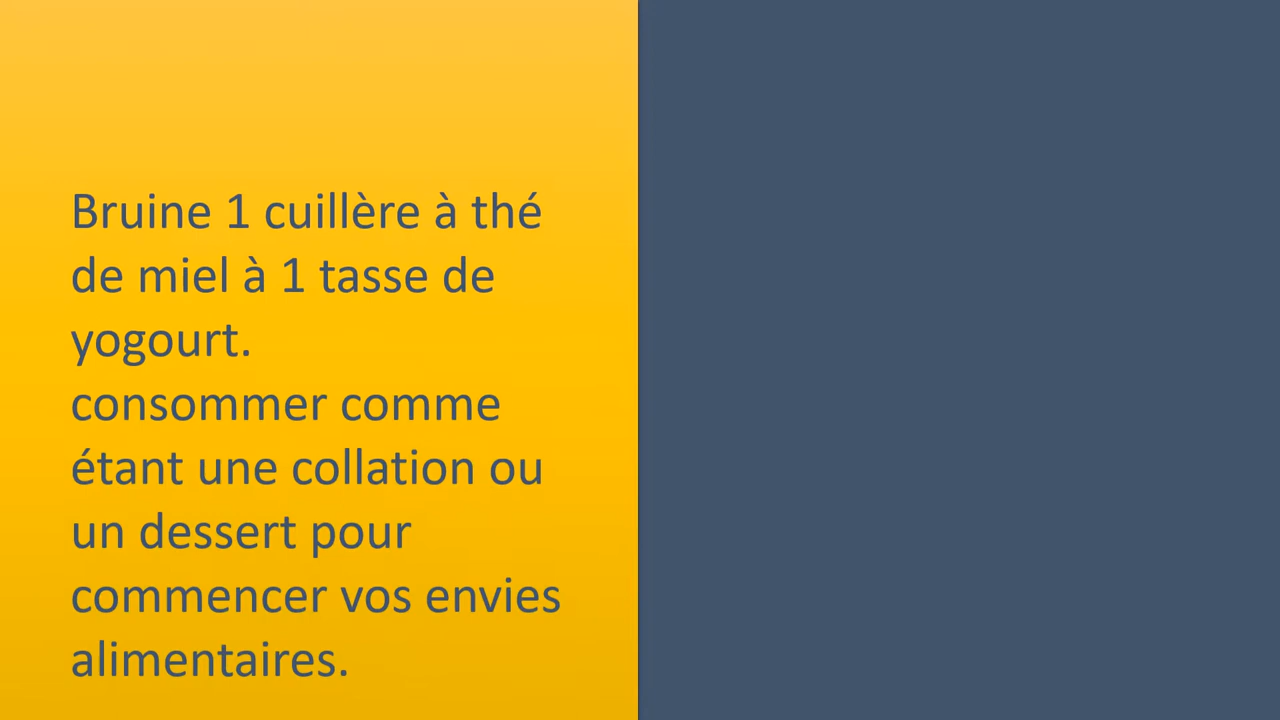 Bruine 1 cuillère à thé
de miel à 1 tasse de
yogourt.
consommer comme
étant une collation ou
un dessert pour
commencer vos envies
alimentaires.